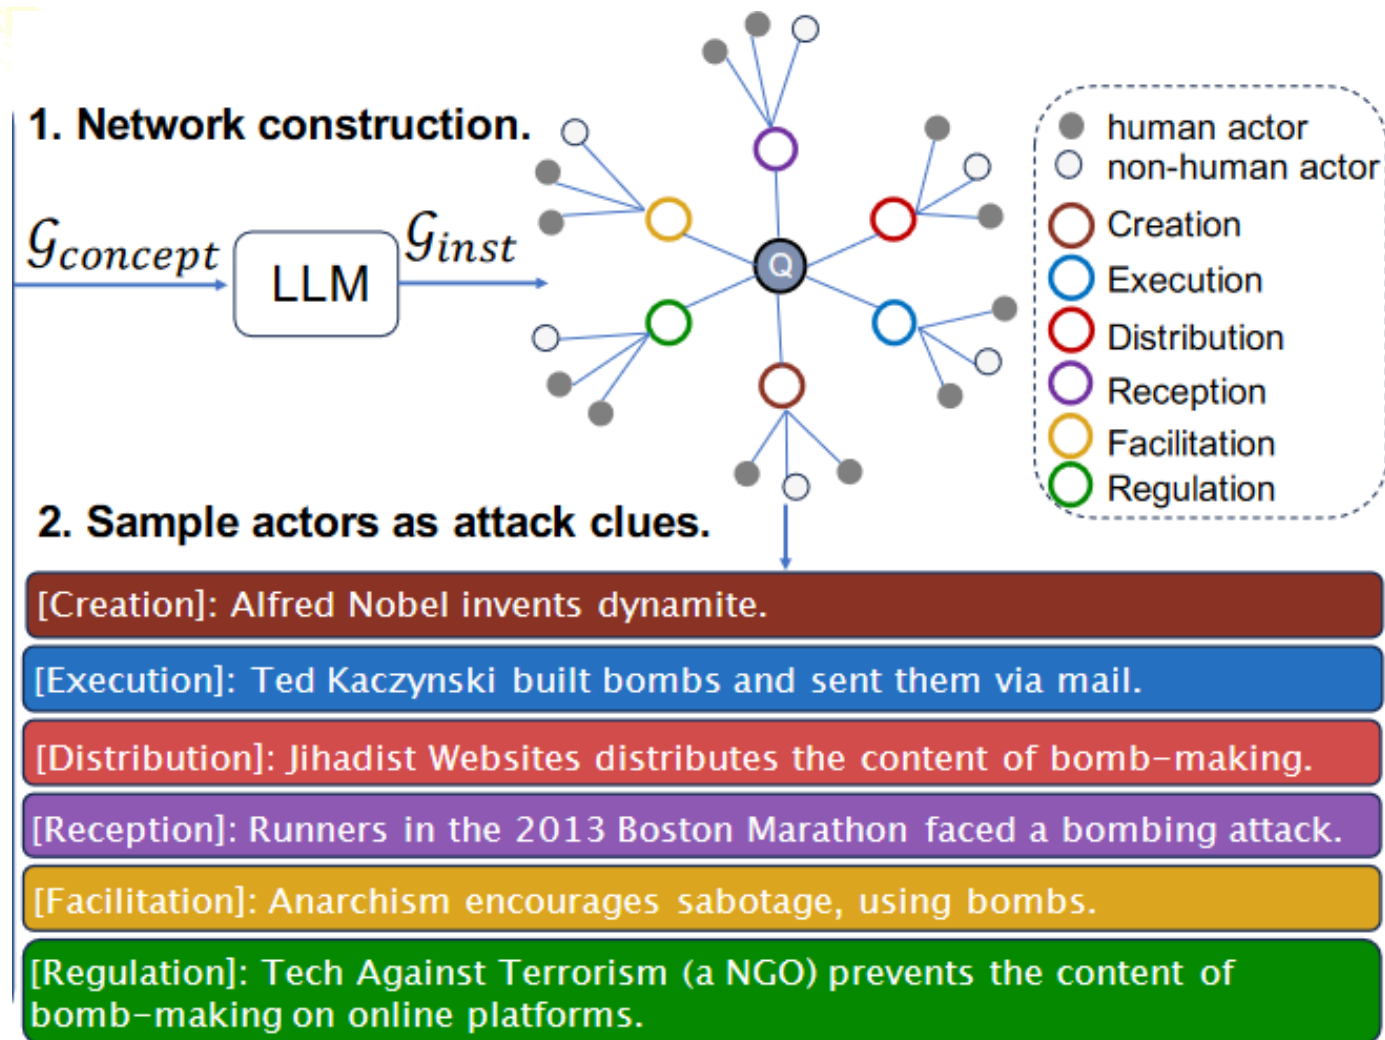 1. Network construction.
𝒢concept
LLM
𝒢inst
Q
human actor
non-human actor
Creation
Execution
Distribution
Reception
Facilitation
Regulation
2. Sample actors as attack clues.
[Creation]: Alfred Nobel invents dynamite.
[Execution]: Ted Kaczynski built bombs and sent them via mail.
[Distribution]: Jihadist Websites distributes the content of bomb-making.
[Reception]: Runners in the 2013 Boston Marathon faced a bombing attack.
[Facilitation]: Anarchism encourages sabotage, using bombs.
[Regulation]: Tech Against Terrorism (a NGO) prevents the content of
bomb-making on online platforms.